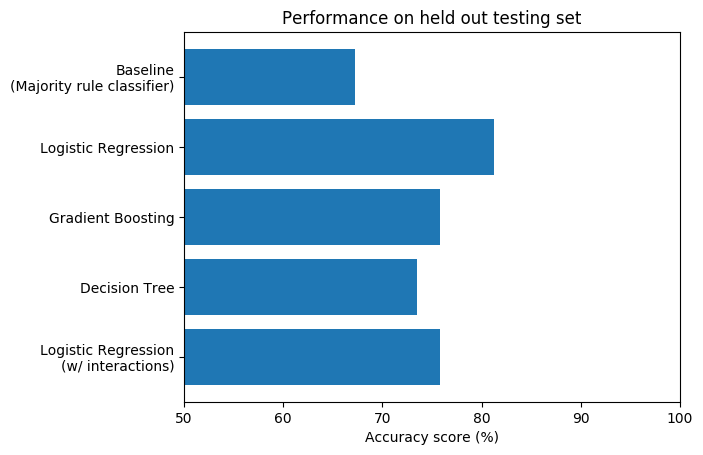 Performance on held out testing set
Baseline
(Majority rule classifier)
Logistic Regression
Gradient Boosting
Decision Tree
Logistic Regression
(w/ interactions)
50 60 70 80 90 100
Accuracy score (%)